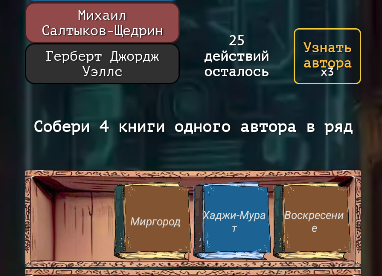 Михаил
Салтыков-Щедрин
Герберт Джордж
Уэллс
25
действий
осталось
Узнать
автора
x3
Собери 4 книги одного автора в ряд
Миргород
Хаджи-Мура
т
Воскресени
е